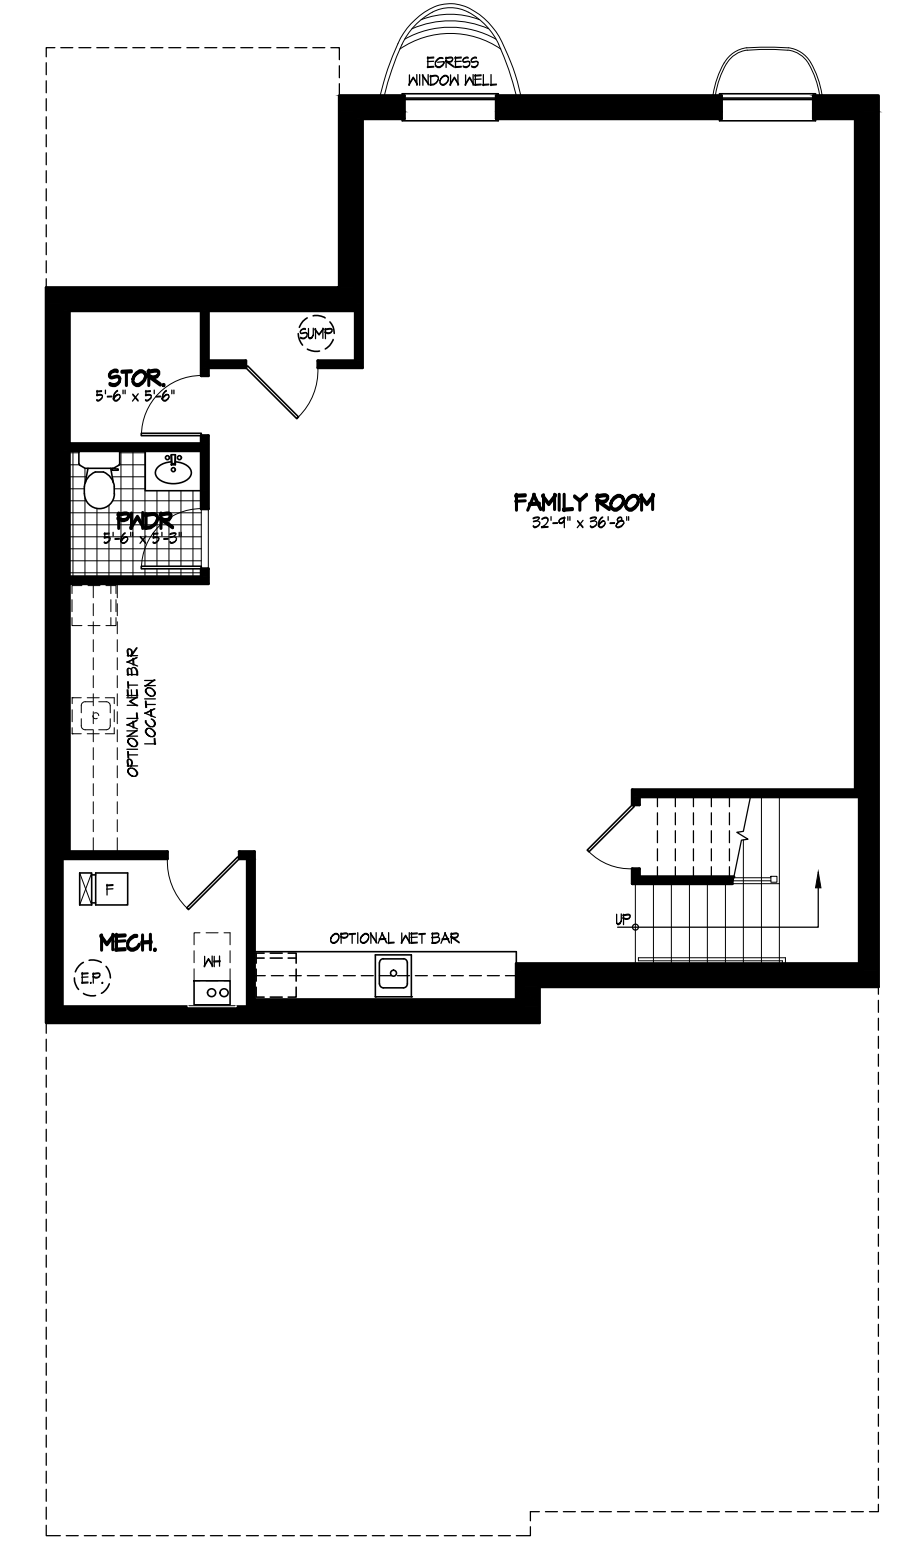 EGRESS
WINDOW WELL
SUMP
STOR.
5'-6" x 5'-6"
FAMILY ROOM
32'-9" x 36'-8"
PWDR
5'-6" x 5'-3"
OPTIONAL WET BAR
LOCATION
F
UP
MECH.
OPTIONAL WET BAR
WH
E.P.